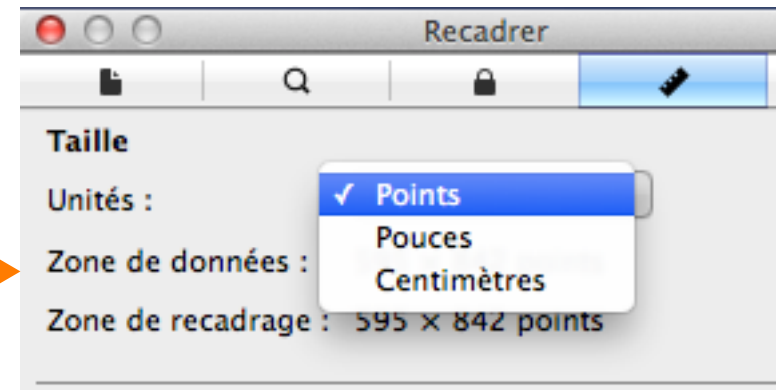 Recadrer
Taille
Unités : ✓ Points
Pouces
Zone de données :
Centimètres
Zone de recadrage : 595 × 842 points